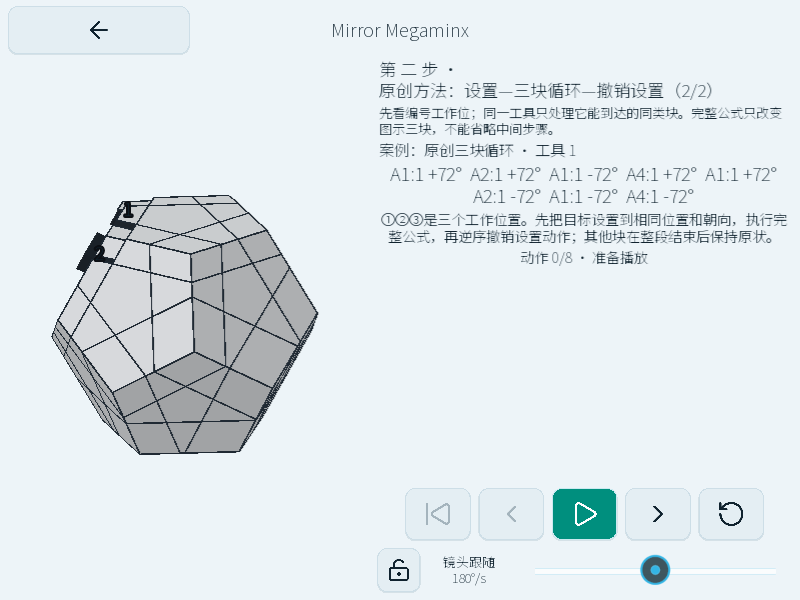 Mirror Megaminx
第 二 步 ·
原创方法：设置—三块循环—撤销设置（2/2）
先看编号工作位；同一工具只处理它能到达的同类块。完整公式只改变
图示三块，不能省略中间步骤。
案例：原创三块循环 · 工具 1
A1:1 +72° A2:1 +72° A1:1 -72° A4:1 +72° A1:1 +72°
A2:1 -72° A1:1 -72° A4:1 -72°
①②③是三个工作位置。先把目标设置到相同位置和朝向，执行完
整公式，再逆序撤销设置动作；其他块在整段结束后保持原状。
动作 0/8 · 准备播放
1
镜头跟随
180°/s